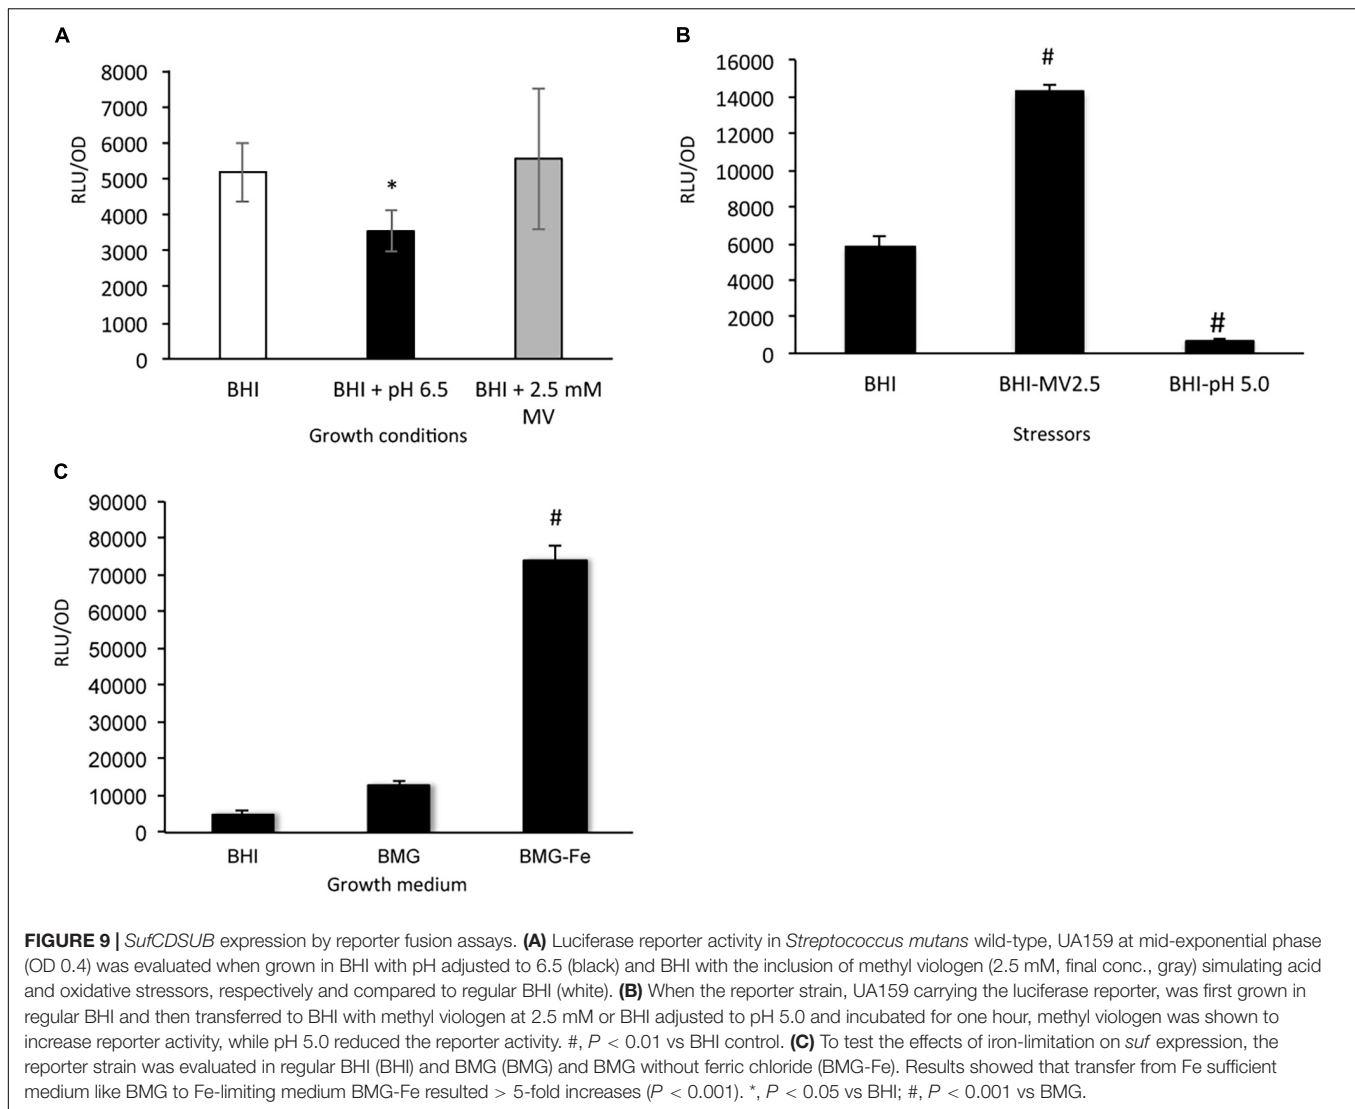 A
8000
7000
6000
5000
4000
3000
2000
1000
0
RLU/OD
*
BHI
BHI + pH 6.5
BHI + 2.5 mM
MV
Growth conditions
B
16000
14000
12000
10000
8000
6000
4000
2000
0
RLU/OD
#
#
BHI
BHI-MV2.5
BHI-pH 5.0
Stressors
C
90000
80000
70000
60000
50000
40000
30000
20000
10000
0
RLU/OD
#
BHI
BMG
BMG-Fe
Growth medium
FIGURE 9 | SufCDSUB expression by reporter fusion assays. (A) Luciferase reporter activity in Streptococcus mutans wild-type, UA159 at mid-exponential phase
(OD 0.4) was evaluated when grown in BHI with pH adjusted to 6.5 (black) and BHI with the inclusion of methyl viologen (2.5 mM, final conc., gray) simulating acid
and oxidative stressors, respectively and compared to regular BHI (white). (B) When the reporter strain, UA159 carrying the luciferase reporter, was first grown in
regular BHI and then transferred to BHI with methyl viologen at 2.5 mM or BHI adjusted to pH 5.0 and incubated for one hour, methyl viologen was shown to
increase reporter activity, while pH 5.0 reduced the reporter activity. #, P < 0.01 vs BHI control. (C) To test the effects of iron-limitation on suf expression, the
reporter strain was evaluated in regular BHI (BHI) and BMG (BMG) and BMG without ferric chloride (BMG-Fe). Results showed that transfer from Fe sufficient
medium like BMG to Fe-limiting medium BMG-Fe resulted > 5-fold increases (P < 0.001). *, P < 0.05 vs BHI; #, P < 0.001 vs BMG.